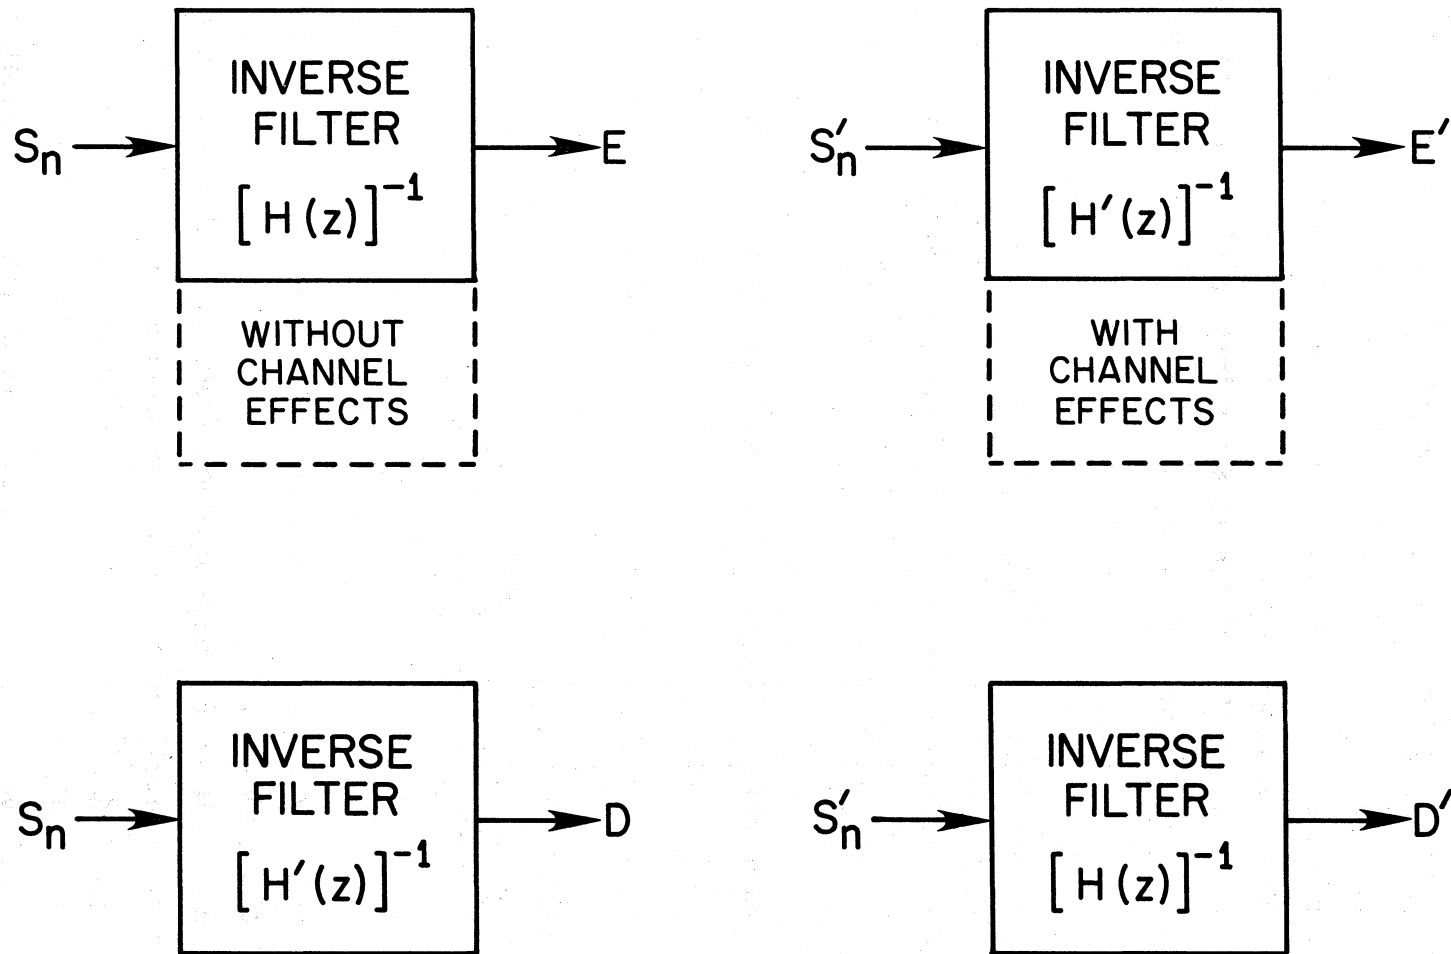 INVERSE
FILTER
Sn
[H(z)]⁻¹
E
WITHOUT
CHANNEL
EFFECTS
INVERSE
FILTER
S′n
[H′(z)]⁻¹
E′
WITH
CHANNEL
EFFECTS
INVERSE
FILTER
Sn
[H′(z)]⁻¹
D
INVERSE
FILTER
S′n
[H(z)]⁻¹
D′